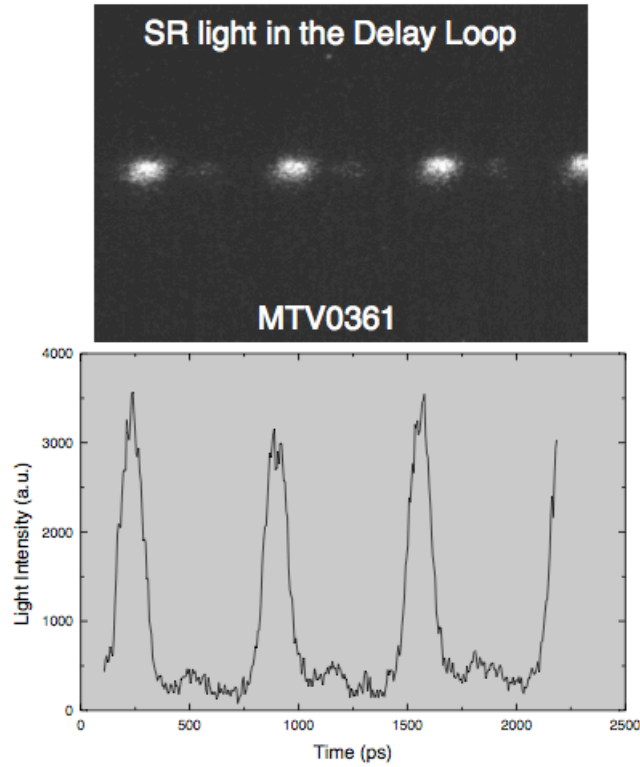 SR light in the Delay Loop
MTV0361
4000
3000
2000
1000
0
Light Intensity (a.u.)
0 500 1000 1500 2000 2500
Time (ps)